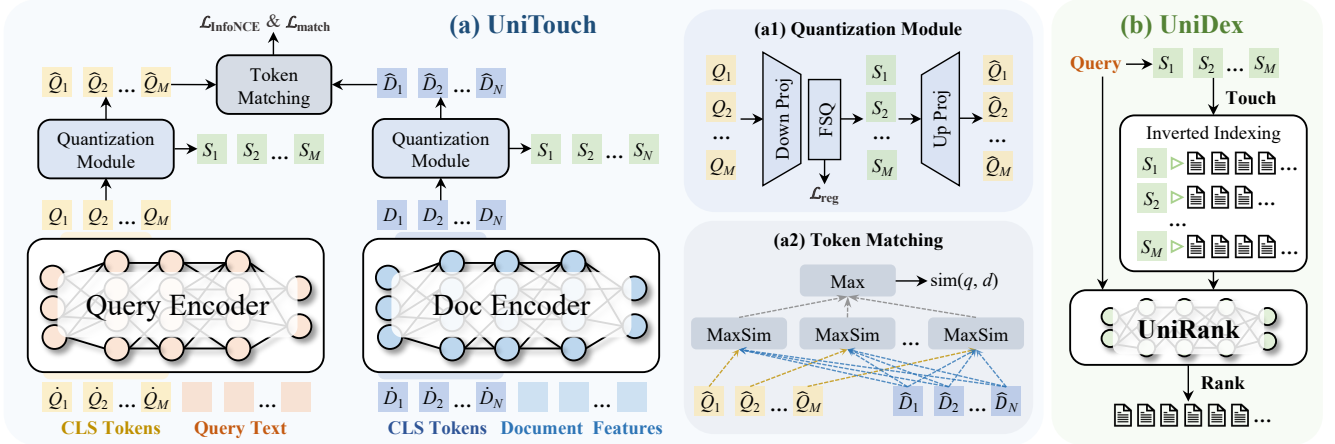 ℒInfoNCE & ℒmatch
(a) UniTouch
Q̂1 Q̂2 ... Q̂M
Token Matching
D̂1 D̂2 ... D̂N
Quantization Module
S1 S2 ... SM
Quantization Module
S1 S2 ... SN
Q1 Q2 ... QM
D1 D2 ... DN
Query Encoder
Doc Encoder
Q̇1 Q̇2 ... Q̇M ...
Ḋ1 Ḋ2 ... ḊN ...
CLS Tokens Query Text
CLS Tokens Document Features
(a1) Quantization Module
Q1 S1 Q̂1
Q2 S2 Q̂2
... ... ...
QM SM Q̂M
Down Proj
FSQ
Up Proj
ℒreg
(a2) Token Matching
Max
sim(q, d)
MaxSim MaxSim ... MaxSim
Q̂1 Q̂2 ... Q̂M
D̂1 D̂2 ... D̂N
(b) UniDex
Query
S1 S2 ... SM
Touch
Inverted Indexing
S1 ...
S2 ...
...
SM ...
UniRank
Rank
...